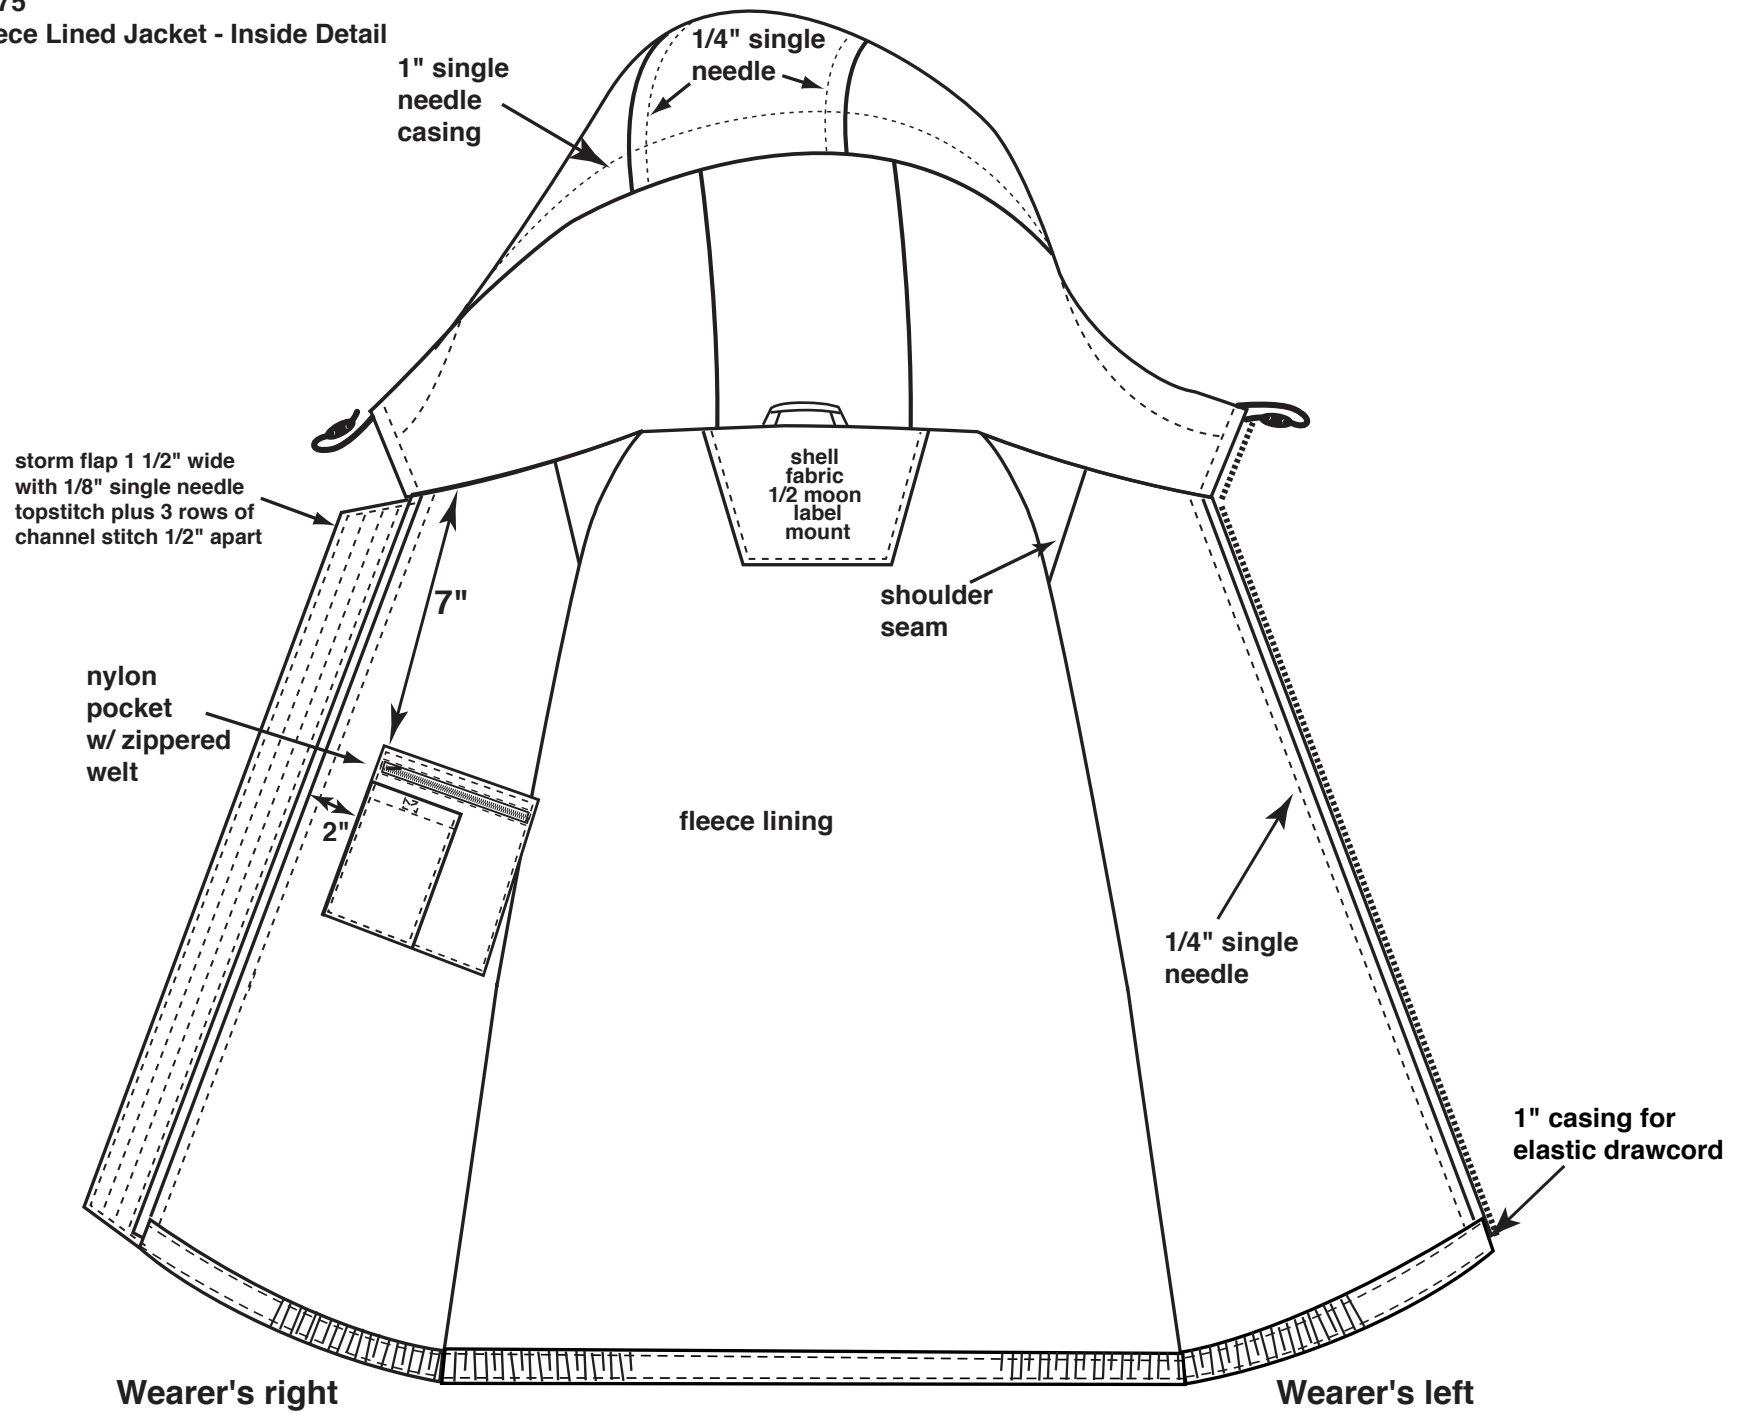 75
ece Lined Jacket - Inside Detail
1" single
needle
casing
1/4" single
needle
storm flap 1 1/2" wide
with 1/8" single needle
topstitch plus 3 rows of
channel stitch 1/2" apart
shell
fabric
1/2 moon
label
mount
7"
shoulder
seam
nylon
pocket
w/ zippered
welt
2"
fleece lining
1/4" single
needle
1" casing for
elastic drawcord
Wearer's right
Wearer's left